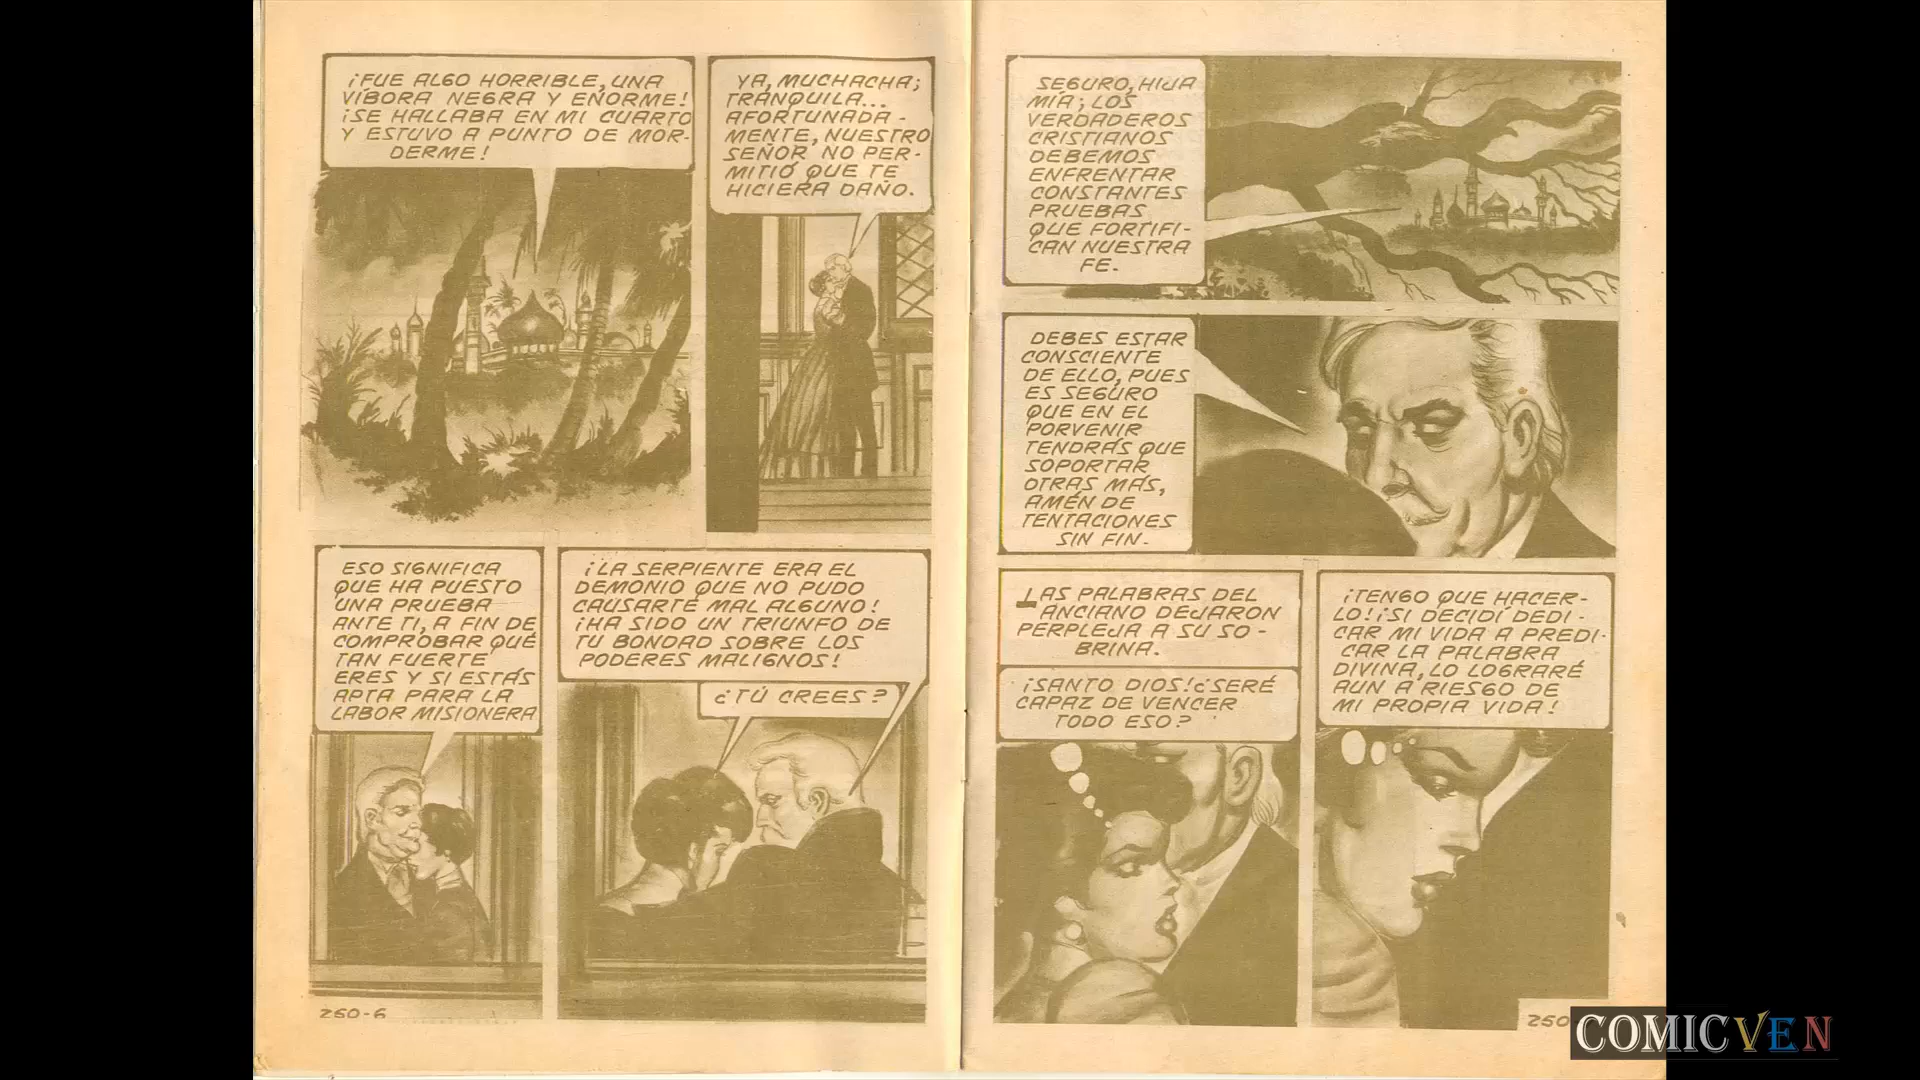 ¡FUE ALGO HORRIBLE, UNA
VÍBORA NEGRA Y ENORME!
¡SE HALLABA EN MI CUARTO
Y ESTUVO A PUNTO DE MOR-
DERME!
YA, MUCHACHA;
TRANQUILA...
AFORTUNADA-
MENTE, NUESTRO
SEÑOR NO PER-
MITIÓ QUE TE
HICIERA DAÑO.
ESO SIGNIFICA
QUE HA PUESTO
UNA PRUEBA
ANTE TI, A FIN DE
COMPROBAR QUÉ
TAN FUERTE
ERES Y SI ESTÁS
APTA PARA LA
LABOR MISIONERA
¡LA SERPIENTE ERA EL
DEMONIO QUE NO PUDO
CAUSARTE MAL ALGUNO!
¡HA SIDO UN TRIUNFO DE
TU BONDAD SOBRE LOS
PODERES MALIGNOS!
¿TÚ CREES?
260-6
SEGURO, HIJA
MÍA; LOS
VERDADEROS
CRISTIANOS
DEBEMOS
ENFRENTAR
CONSTANTES
PRUEBAS
QUE FORTIFI-
CAN NUESTRA
FE.
DEBES ESTAR
CONSCIENTE
DE ELLO, PUES
ES SEGURO
QUE EN EL
PORVENIR
TENDRÁS QUE
SOPORTAR
OTRAS MÁS,
AMÉN DE
TENTACIONES
SIN FIN.
LAS PALABRAS DEL
ANCIANO DEJARON
PERPLEJA A SU SO-
BRINA.
¡SANTO DIOS! ¿SERÉ
CAPAZ DE VENCER
TODO ESO?
¡TENGO QUE HACER-
LO! ¡SI DECIDÍ DEDI-
CAR MI VIDA A PREDI-
CAR LA PALABRA
DIVINA, LO LOGRARÉ
AUN A RIESGO DE
MI PROPIA VIDA!
260
COMICVEN